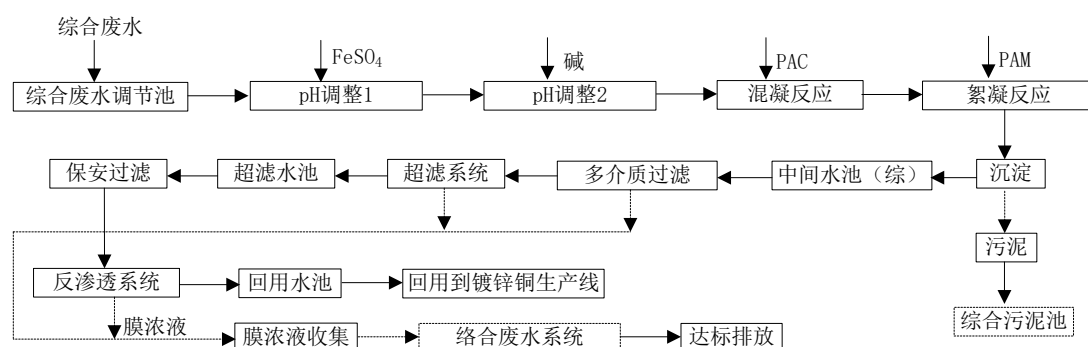 综合废水
FeSO₄
碱
PAC
PAM
综合废水调节池
pH调整1
pH调整2
混凝反应
絮凝反应
保安过滤
超滤水池
超滤系统
多介质过滤
中间水池（综）
沉淀
污泥
反渗透系统
回用水池
回用到镀锌铜生产线
综合污泥池
膜浓液
膜浓液收集
络合废水系统
达标排放